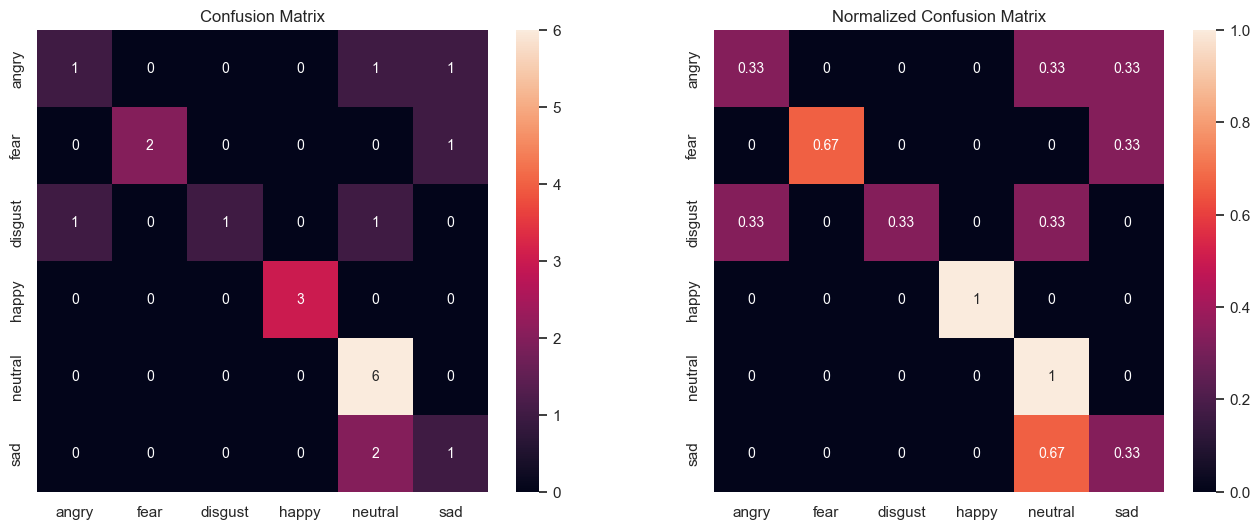 Confusion Matrix
angry 1 0 0 0 1 1
fear 0 2 0 0 0 1
disgust 1 0 1 0 1 0
happy 0 0 0 3 0 0
neutral 0 0 0 0 6 0
sad 0 0 0 0 2 1
angry fear disgust happy neutral sad
6
5
4
3
2
1
0
Normalized Confusion Matrix
angry 0.33 0 0 0 0.33 0.33
fear 0 0.67 0 0 0 0.33
disgust 0.33 0 0.33 0 0.33 0
happy 0 0 0 1 0 0
neutral 0 0 0 0 1 0
sad 0 0 0 0 0.67 0.33
angry fear disgust happy neutral sad
1.0
0.8
0.6
0.4
0.2
0.0